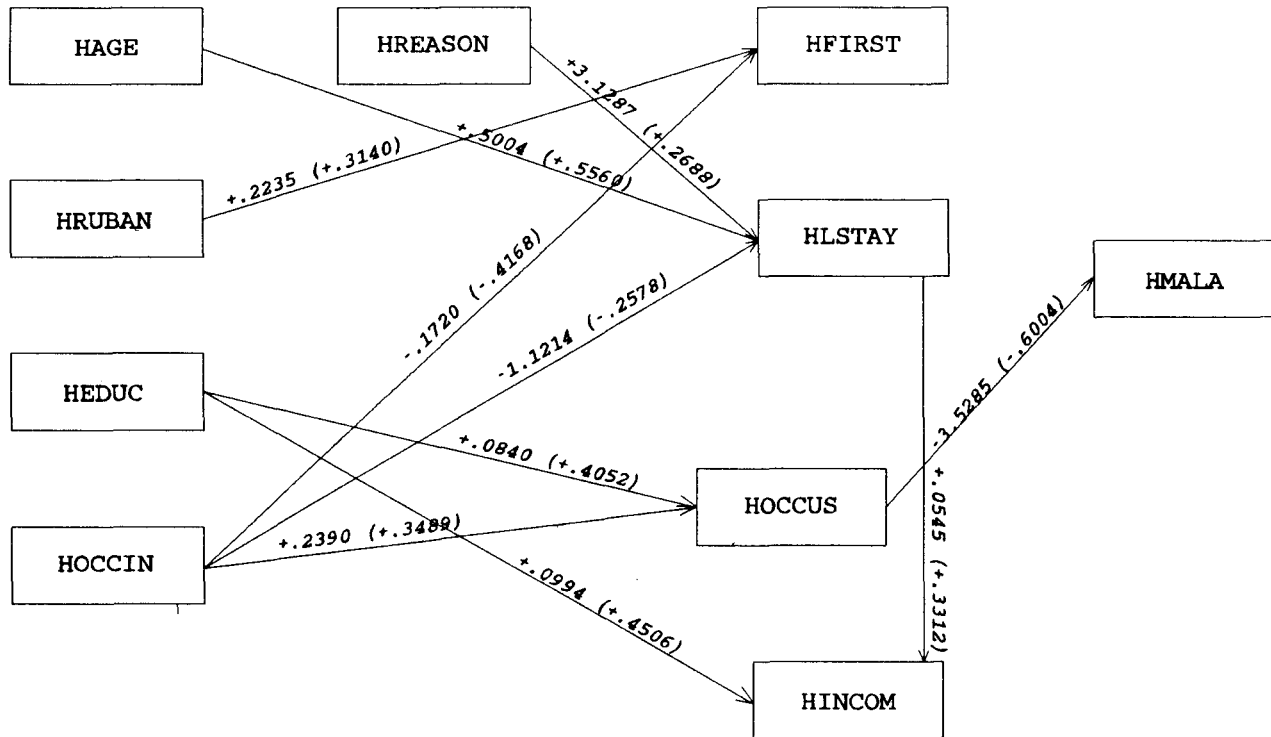 HAGE
HREASON
HFIRST
+3.1287 (+.2688)
+.5004 (+.5560)
+.2235 (+.3140)
HRUBAN
HLSTAY
HMALA
-.1720 (-.4168)
-1.1214 (-.2578)
-3.5285 (-.6004)
HEDUC
+.0840 (+.4052)
HOCCUS
+.2390 (+.3489)
HOCCIN
+.0545 (+.3312)
+.0994 (+.4506)
HINCOM